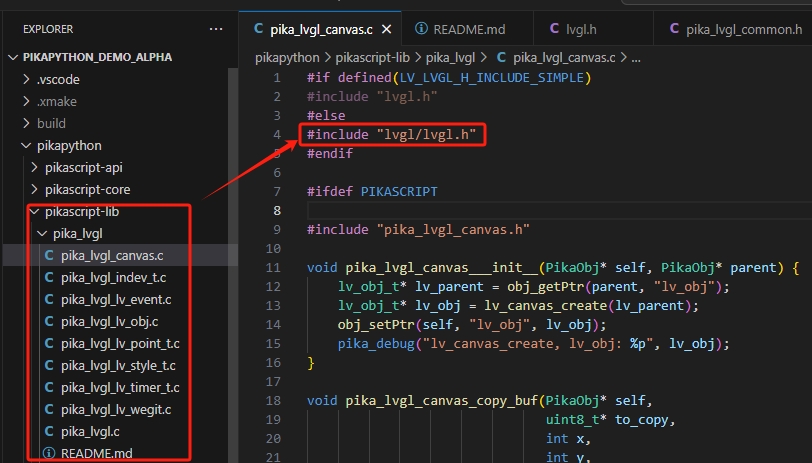 EXPLORER
PIKAPYTHON_DEMO_ALPHA
.vscode
.xmake
build
pikapython
pikascript-api
pikascript-core
pikascript-lib
pika_lvgl
C pika_lvgl_canvas.c
C pika_lvgl_indev_t.c
C pika_lvgl_lv_event.c
C pika_lvgl_lv_obj.c
C pika_lvgl_lv_point_t.c
C pika_lvgl_lv_style_t.c
C pika_lvgl_lv_timer_t.c
C pika_lvgl_lv_wegit.c
C pika_lvgl.c
README.md
C pika_lvgl_canvas.c
README.md
C lvgl.h
C pika_lvgl_common.h
pikapython > pikascript-lib > pika_lvgl > C pika_lvgl_canvas.c > ...
1 #if defined(LV_LVGL_H_INCLUDE_SIMPLE)
2 #include "lvgl.h"
3 #else
4 #include "lvgl/lvgl.h"
5 #endif
6
7 #ifdef PIKASCRIPT
8
9 #include "pika_lvgl_canvas.h"
10
11 void pika_lvgl_canvas___init__(PikaObj* self, PikaObj* parent) {
12 lv_obj_t* lv_parent = obj_getPtr(parent, "lv_obj");
13 lv_obj_t* lv_obj = lv_canvas_create(lv_parent);
14 obj_setPtr(self, "lv_obj", lv_obj);
15 pika_debug("lv_canvas_create, lv_obj: %p", lv_obj);
16 }
17
18 void pika_lvgl_canvas_copy_buf(PikaObj* self,
19 uint8_t* to_copy,
20 int x,
21 int y,